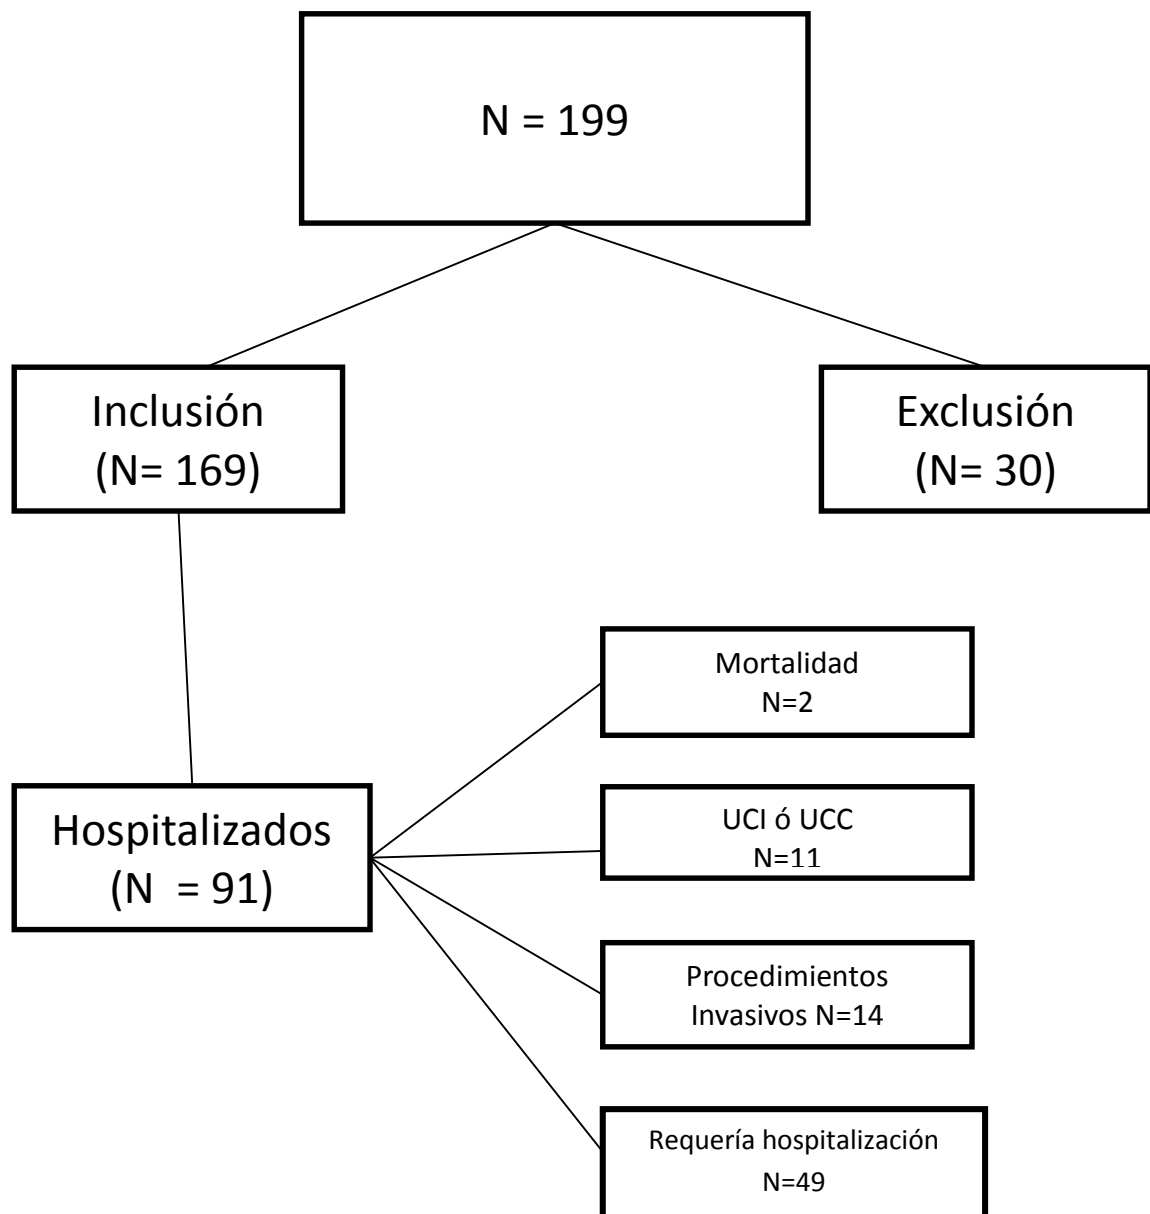 N = 199
Inclusión
(N= 169)
Exclusión
(N= 30)
Mortalidad
N=2
UCI ó UCC
N=11
Hospitalizados
(N  = 91)
Procedimientos
Invasivos N=14
Requería hospitalización
N=49